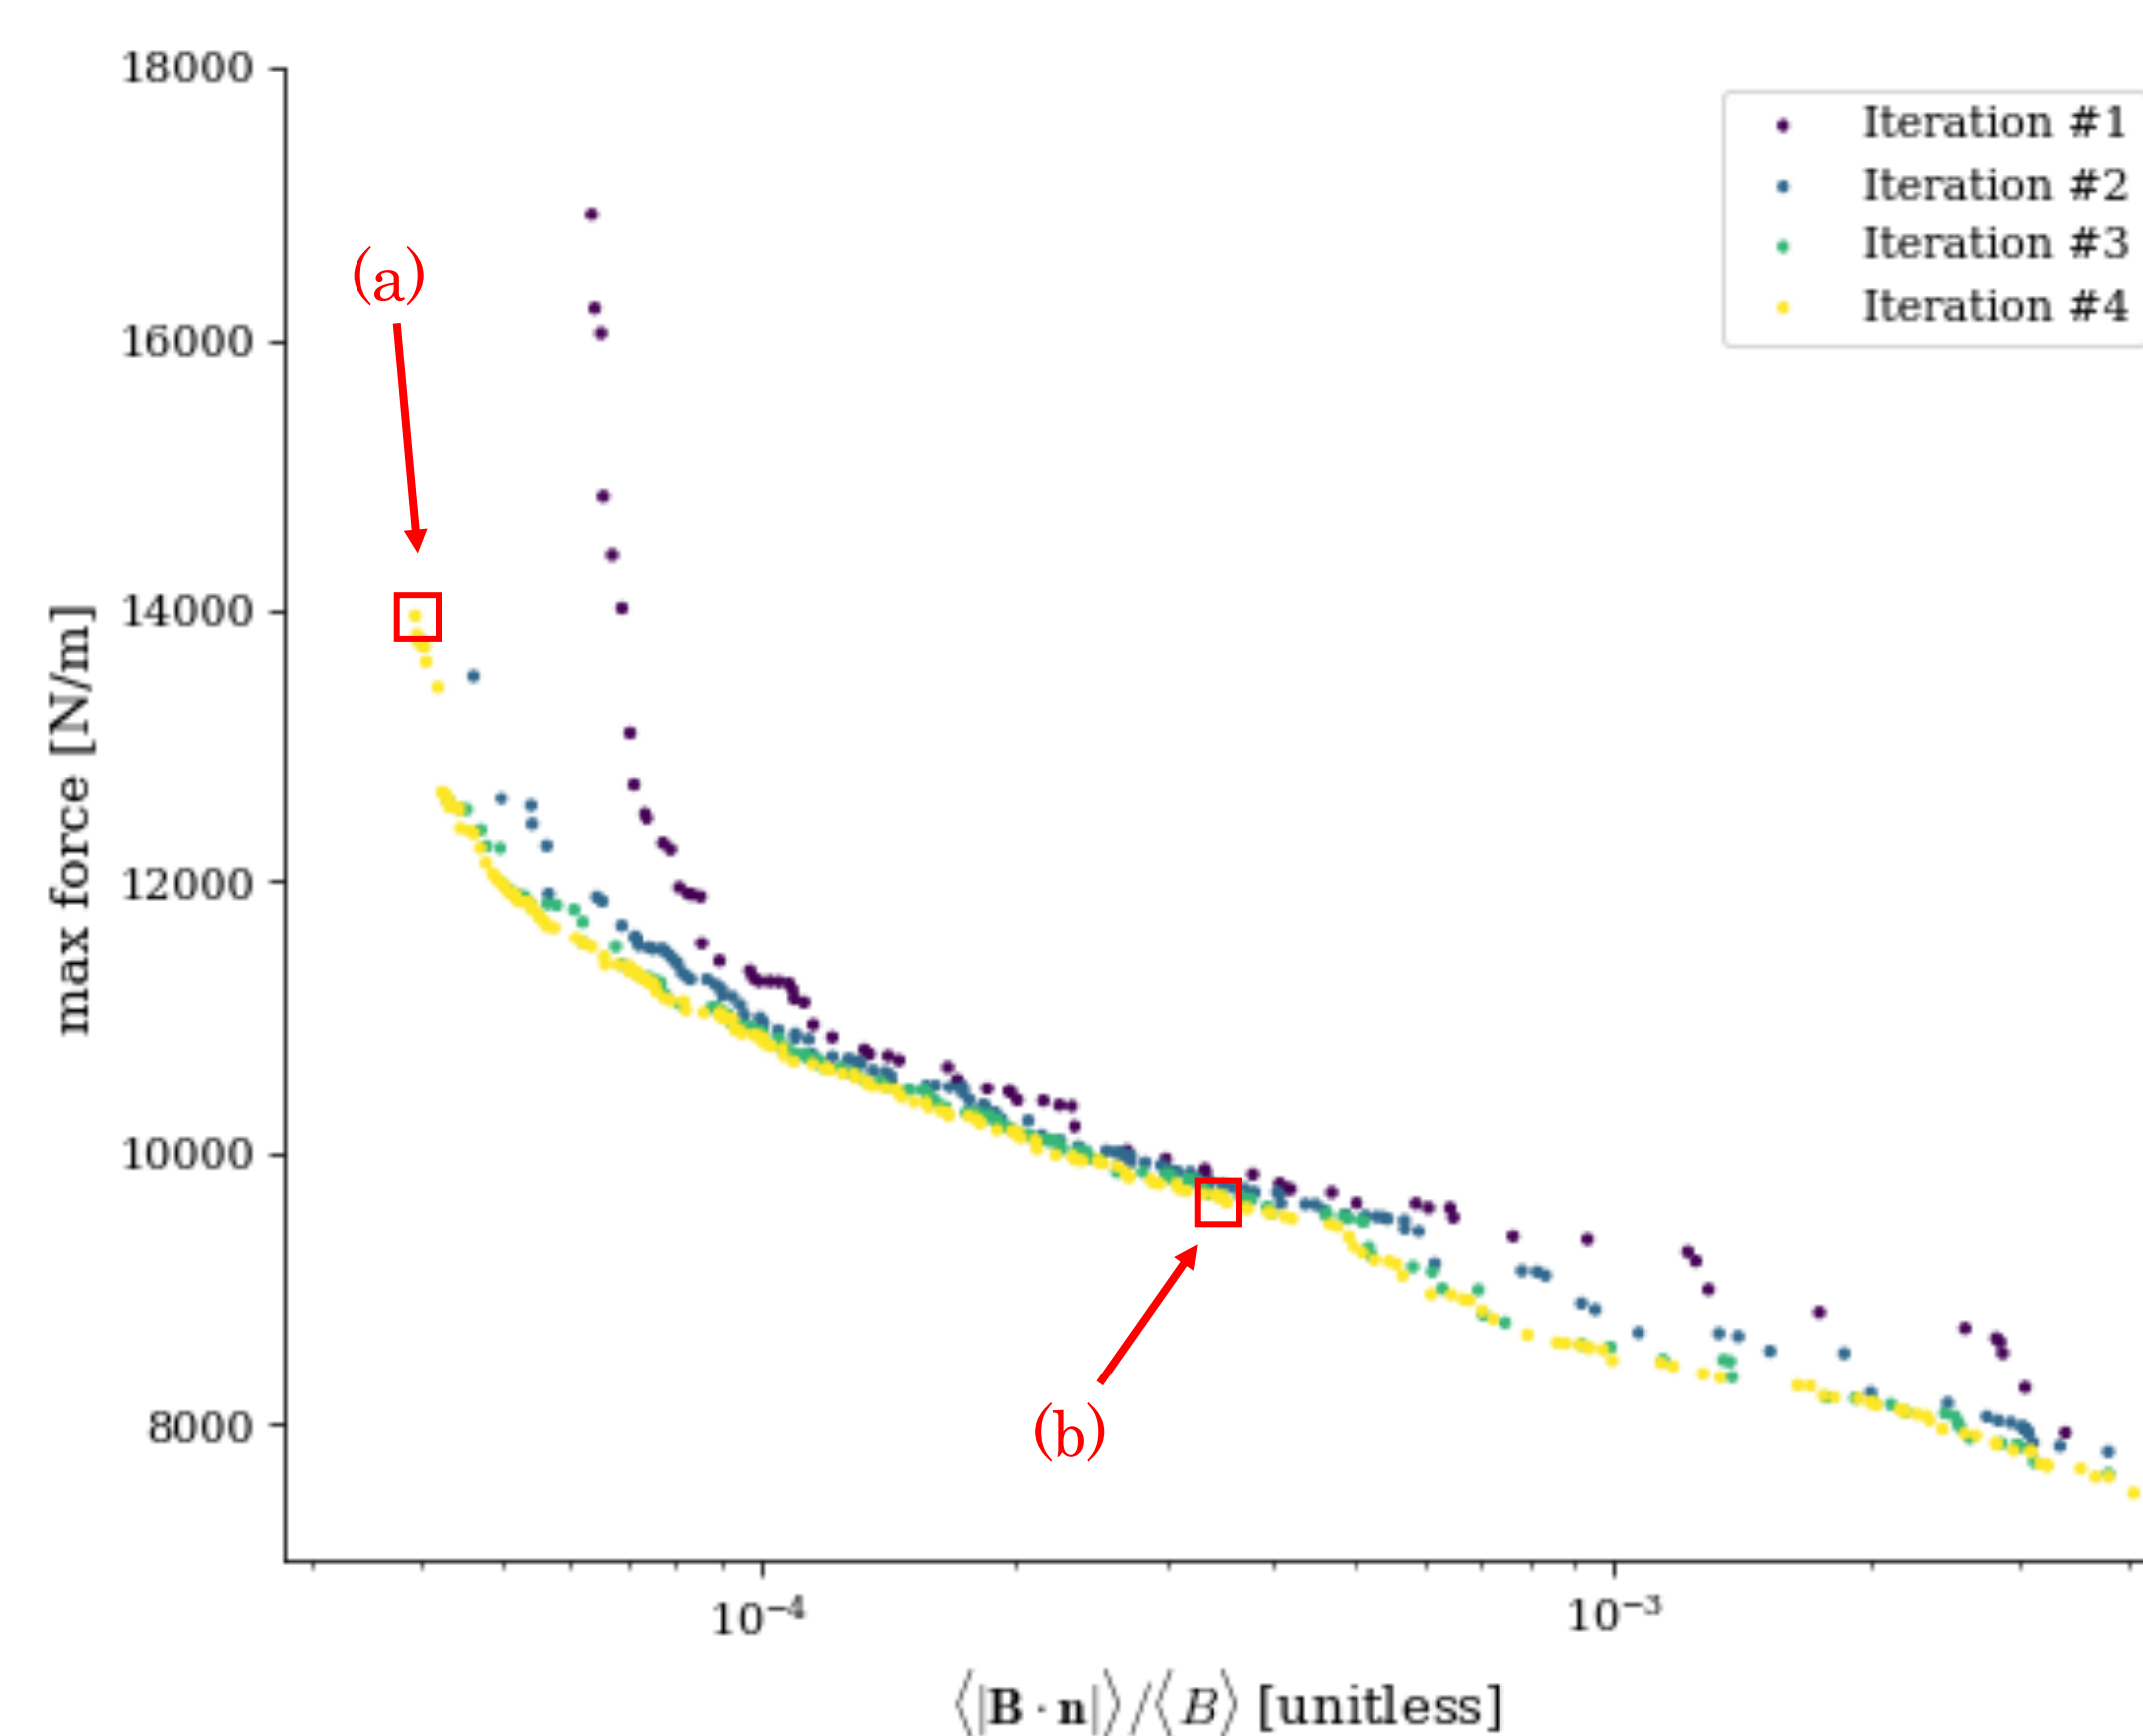 18000
16000
14000
12000
10000
8000
max force [N/m]
(a)
(b)
Iteration #1
Iteration #2
Iteration #3
Iteration #4
10⁻⁴
10⁻³
⟨|B · n|⟩/⟨B⟩ [unitless]